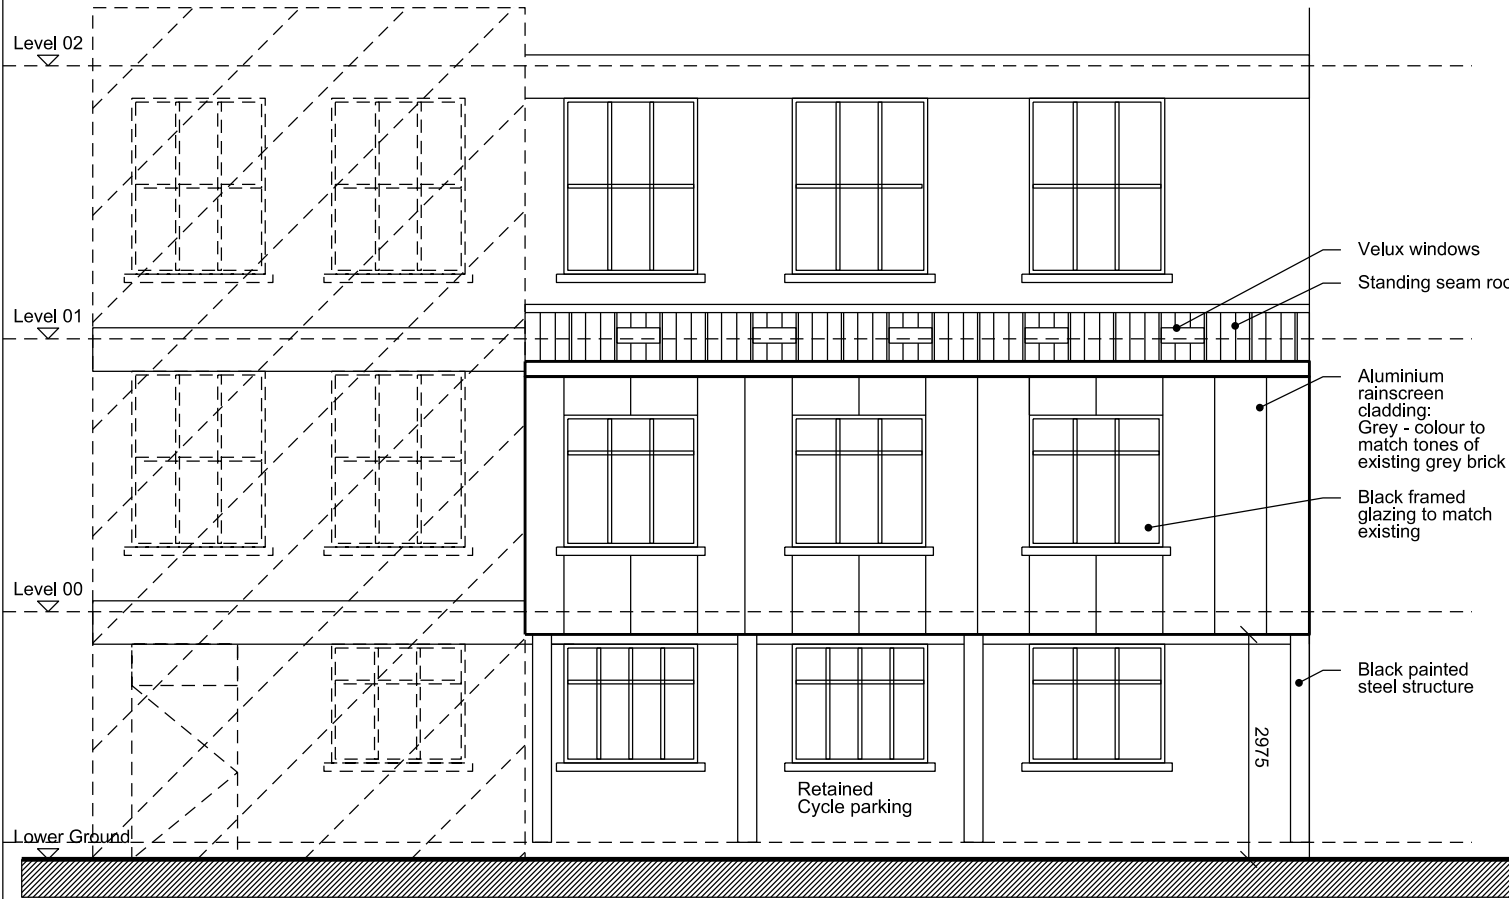 Level 02
Level 01
Level 00
Lower Ground
Velux windows
Standing seam roo
Aluminium
rainscreen
cladding:
Grey - colour to
match tones of
existing grey brick
Black framed
glazing to match
existing
Black painted
steel structure
2975
Retained
Cycle parking